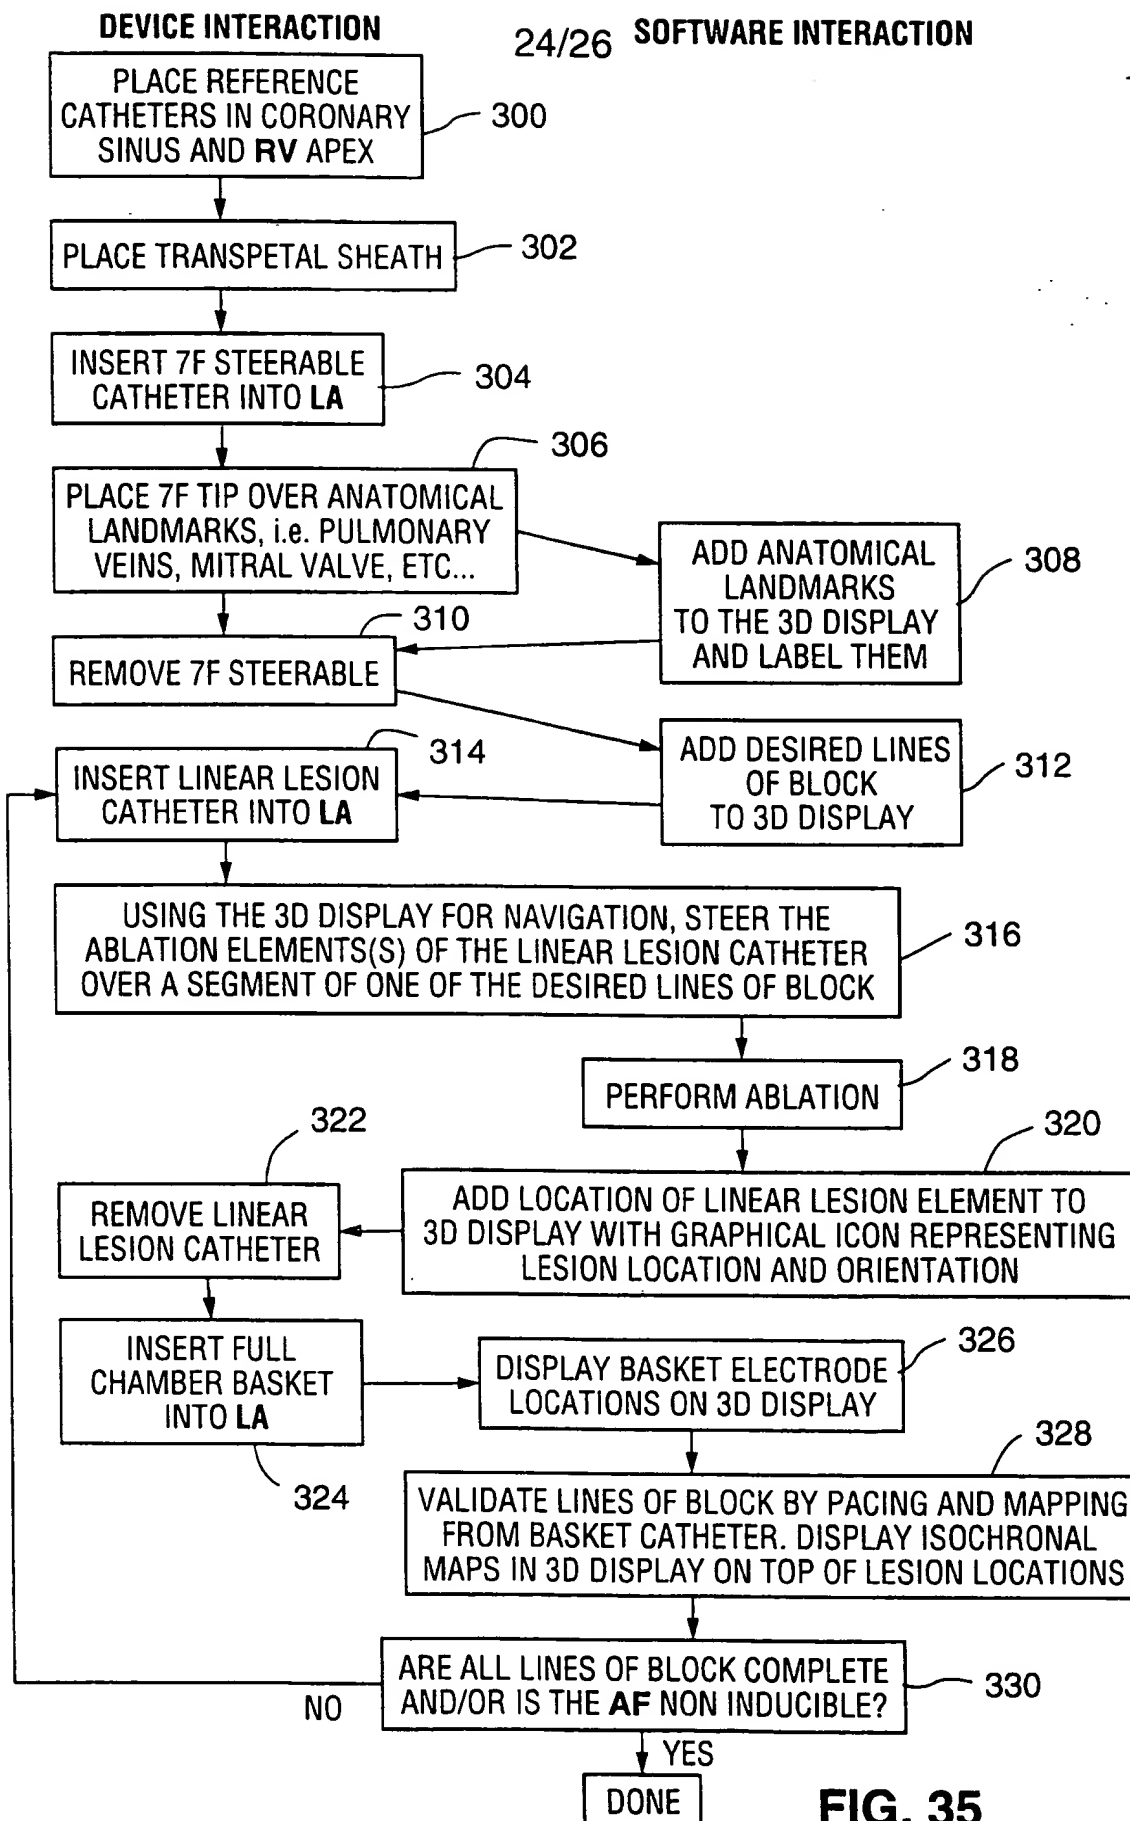 DEVICE INTERACTION
24/26
SOFTWARE INTERACTION
PLACE REFERENCE
CATHETERS IN CORONARY
SINUS AND RV APEX
300
PLACE TRANSPETAL SHEATH
302
INSERT 7F STEERABLE
CATHETER INTO LA
304
306
PLACE 7F TIP OVER ANATOMICAL
LANDMARKS, i.e. PULMONARY
VEINS, MITRAL VALVE, ETC...
ADD ANATOMICAL
LANDMARKS
TO THE 3D DISPLAY
AND LABEL THEM
308
310
REMOVE 7F STEERABLE
ADD DESIRED LINES
OF BLOCK
TO 3D DISPLAY
312
314
INSERT LINEAR LESION
CATHETER INTO LA
USING THE 3D DISPLAY FOR NAVIGATION, STEER THE
ABLATION ELEMENTS(S) OF THE LINEAR LESION CATHETER
OVER A SEGMENT OF ONE OF THE DESIRED LINES OF BLOCK
316
PERFORM ABLATION
318
320
ADD LOCATION OF LINEAR LESION ELEMENT TO
3D DISPLAY WITH GRAPHICAL ICON REPRESENTING
LESION LOCATION AND ORIENTATION
322
REMOVE LINEAR
LESION CATHETER
INSERT FULL
CHAMBER BASKET
INTO LA
324
DISPLAY BASKET ELECTRODE
LOCATIONS ON 3D DISPLAY
326
328
VALIDATE LINES OF BLOCK BY PACING AND MAPPING
FROM BASKET CATHETER. DISPLAY ISOCHRONAL
MAPS IN 3D DISPLAY ON TOP OF LESION LOCATIONS
ARE ALL LINES OF BLOCK COMPLETE
AND/OR IS THE AF NON INDUCIBLE?
330
NO
YES
DONE
FIG. 35